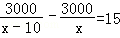 3000/(x−10) − 3000/x = 15